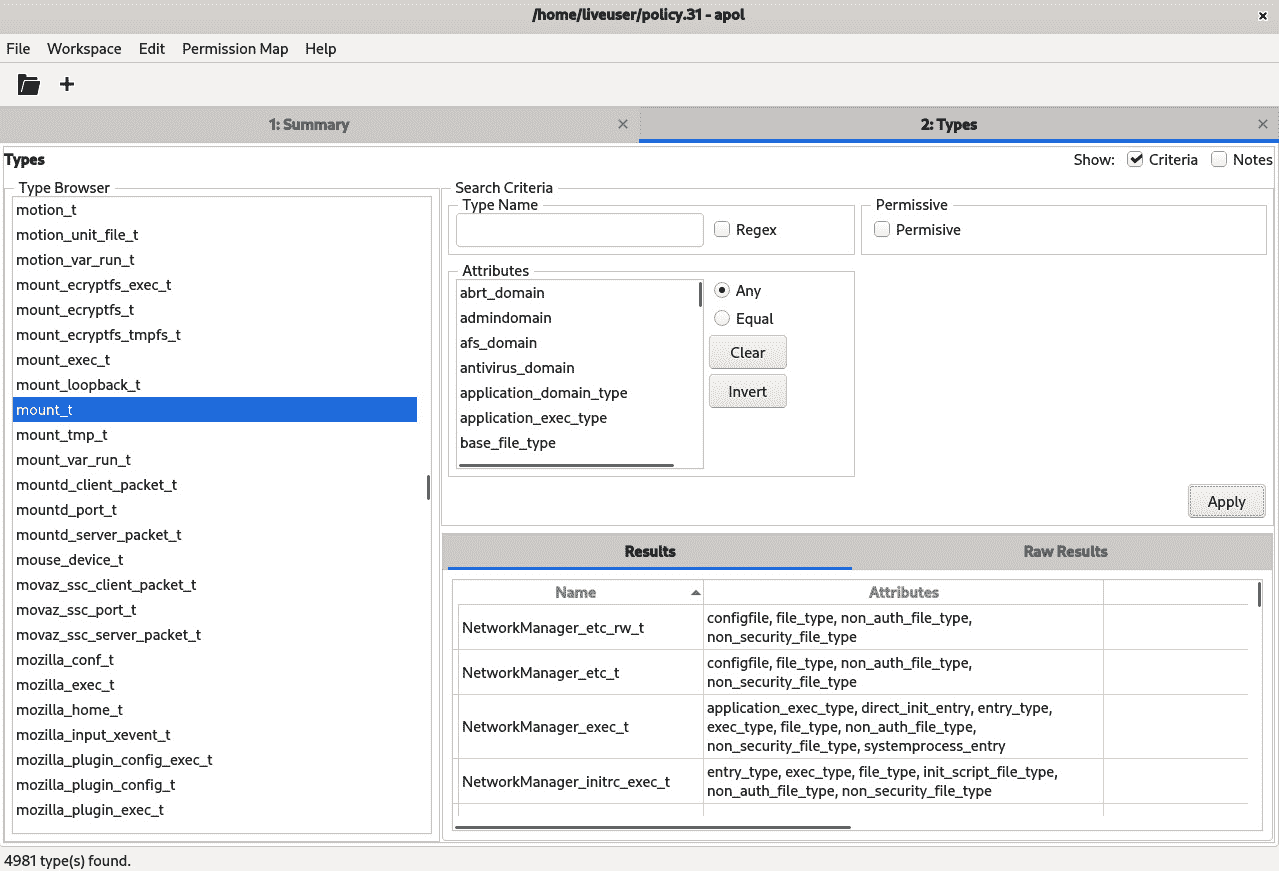 /home/liveuser/policy.31 - apol
File Workspace Edit Permission Map Help
1: Summary
2: Types
Types
Show: Criteria Notes
Type Browser
motion_t
motion_unit_file_t
motion_var_run_t
mount_ecryptfs_exec_t
mount_ecryptfs_t
mount_ecryptfs_tmpfs_t
mount_exec_t
mount_loopback_t
mount_t
mount_tmp_t
mount_var_run_t
mountd_client_packet_t
mountd_port_t
mountd_server_packet_t
mouse_device_t
movaz_ssc_client_packet_t
movaz_ssc_port_t
movaz_ssc_server_packet_t
mozilla_conf_t
mozilla_exec_t
mozilla_home_t
mozilla_input_xevent_t
mozilla_plugin_config_exec_t
mozilla_plugin_config_t
mozilla_plugin_exec_t
Search Criteria
Type Name
Regex
Permissive
Permisive
Attributes
abrt_domain
admindomain
afs_domain
antivirus_domain
application_domain_type
application_exec_type
base_file_type
Any
Equal
Clear
Invert
Apply
Results
Raw Results
Name
Attributes
NetworkManager_etc_rw_t
configfile, file_type, non_auth_file_type,
non_security_file_type
NetworkManager_etc_t
configfile, file_type, non_auth_file_type,
non_security_file_type
NetworkManager_exec_t
application_exec_type, direct_init_entry, entry_type,
exec_type, file_type, non_auth_file_type,
non_security_file_type, systemprocess_entry
NetworkManager_initrc_exec_t
entry_type, exec_type, file_type, init_script_file_type,
non_auth_file_type, non_security_file_type
4981 type(s) found.